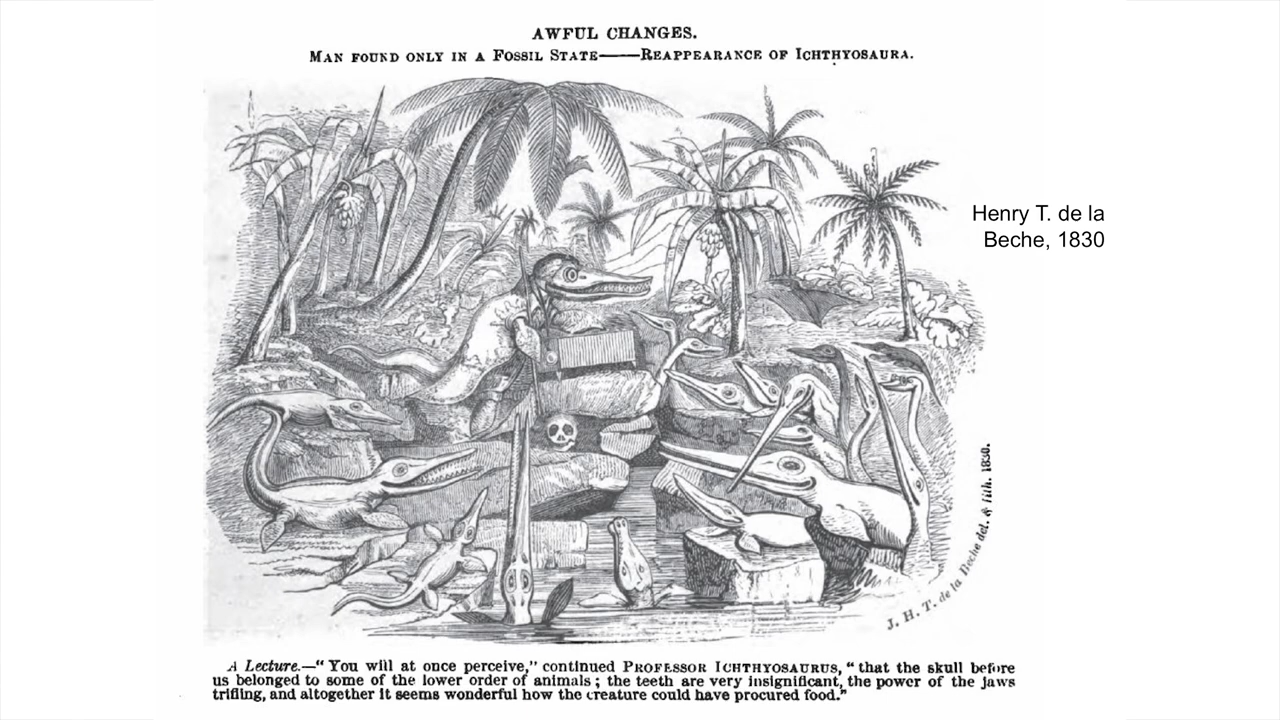 AWFUL CHANGES.
MAN FOUND ONLY IN A FOSSIL STATE——REAPPEARANCE OF ICHTHYOSAURA.
Henry T. de la
Beche, 1830
J. H. T. de la Beche del. & lith. 1830.
A Lecture.—“ You will at once perceive,” continued PROFESSOR ICHTHYOSAURUS, “ that the skull before
us belonged to some of the lower order of animals ; the teeth are very insignificant, the power of the jaws
trifling, and altogether it seems wonderful how the creature could have procured food.”